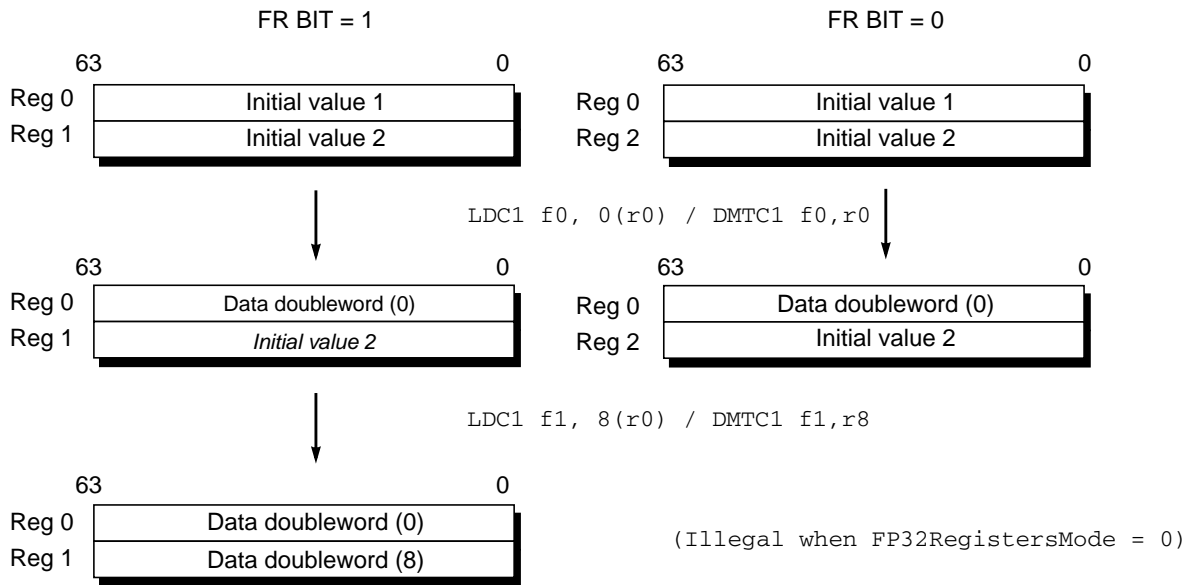 FR BIT = 1 FR BIT = 0
63 0 63 0
Reg 0 Initial value 1 Reg 0 Initial value 1
Reg 1 Initial value 2 Reg 2 Initial value 2
LDC1 f0, 0(r0) / DMTC1 f0,r0
63 0 63 0
Reg 0 Data doubleword (0) Reg 0 Data doubleword (0)
Reg 1 Initial value 2 Reg 2 Initial value 2
LDC1 f1, 8(r0) / DMTC1 f1,r8
63 0
Reg 0 Data doubleword (0)
(Illegal when FP32RegistersMode = 0)
Reg 1 Data doubleword (8)